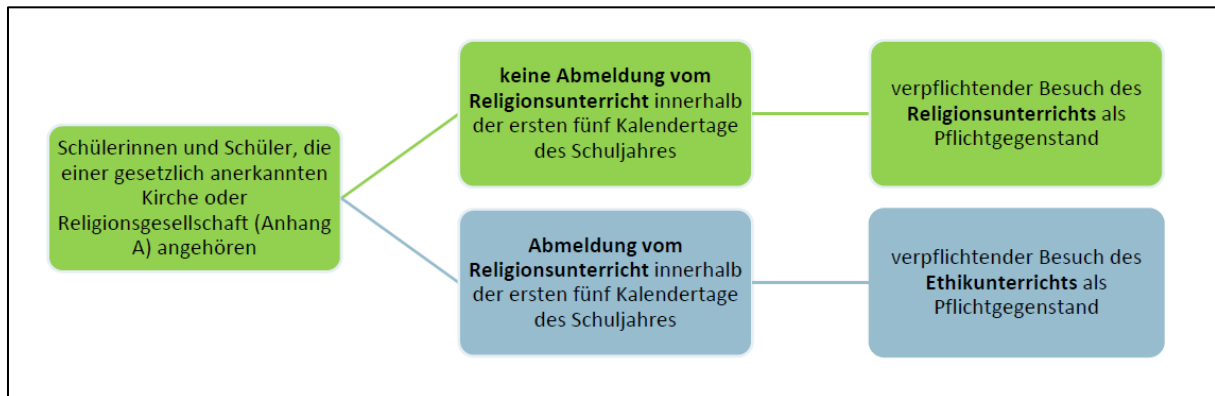 Schülerinnen und Schüler, die
einer gesetzlich anerkannten
Kirche oder
Religionsgesellschaft (Anhang
A) angehören
keine Abmeldung vom
Religionsunterricht innerhalb
der ersten fünf Kalendertage
des Schuljahres
verpflichtender Besuch des
Religionsunterrichts als
Pflichtgegenstand
Abmeldung vom
Religionsunterricht innerhalb
der ersten fünf Kalendertage
des Schuljahres
verpflichtender Besuch des
Ethikunterrichts als
Pflichtgegenstand